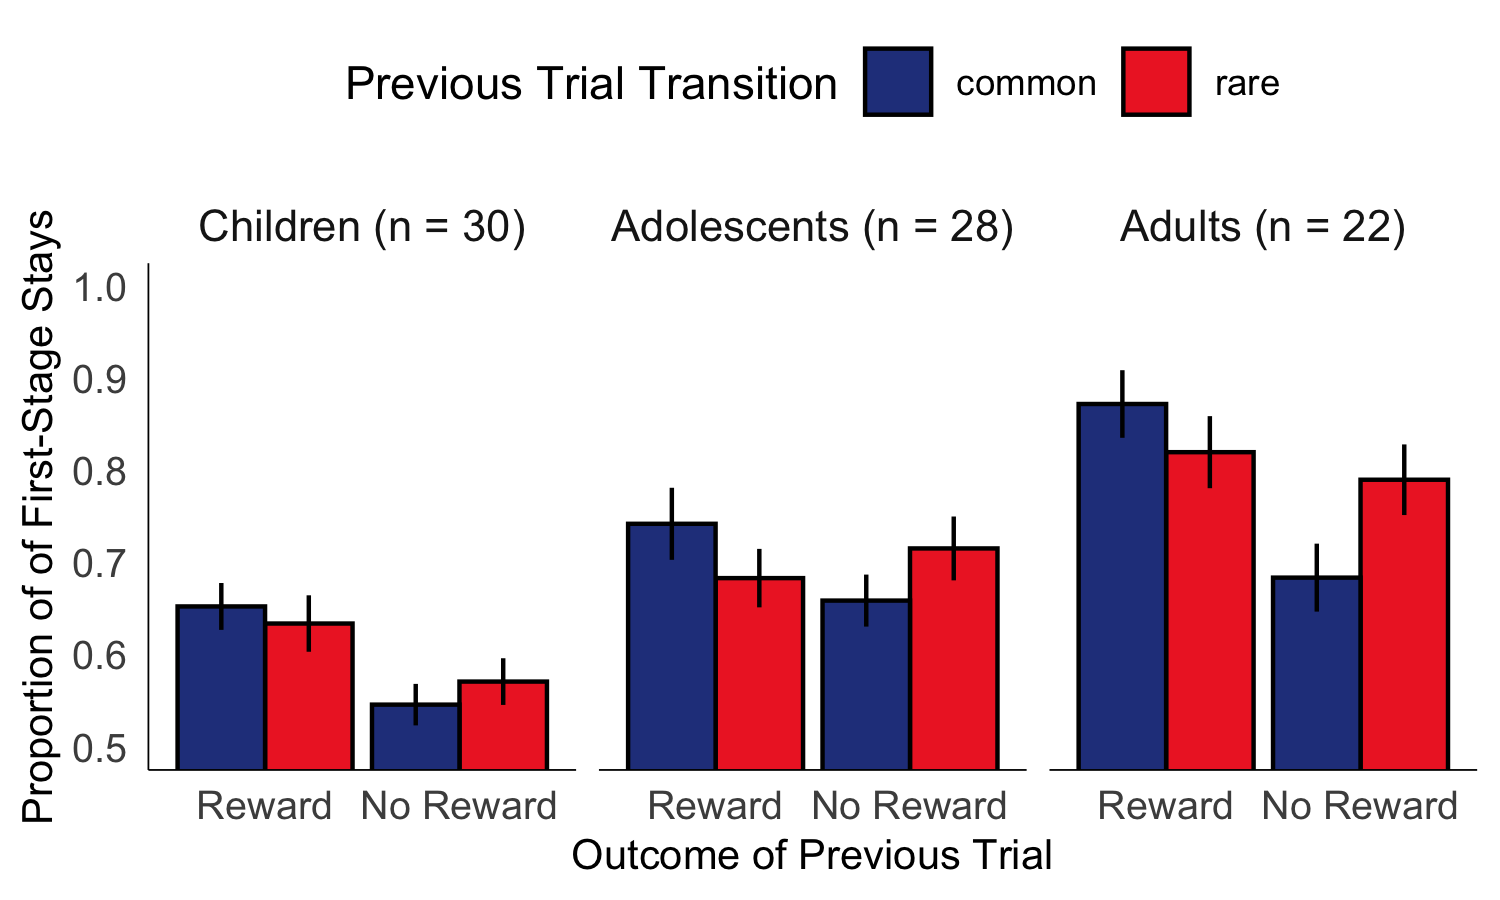 Previous Trial Transition common rare
Children (n = 30) Adolescents (n = 28) Adults (n = 22)
Proportion of of First-Stage Stays
1.0
0.9
0.8
0.7
0.6
0.5
Reward No Reward Reward No Reward Reward No Reward
Outcome of Previous Trial